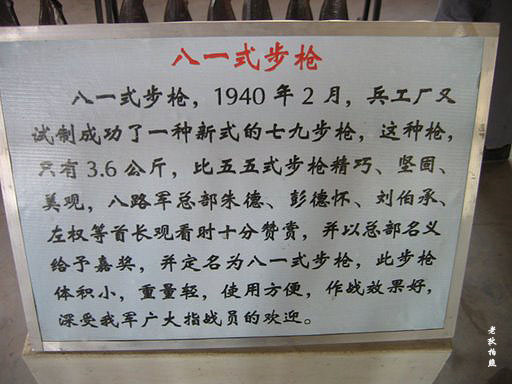 八一式步枪
八一式步枪，1940年2月，兵工厂又
试制成功了一种新式的七九步枪，这种枪，
只有3.6公斤，比五五式步枪精巧、坚固、
美观，八路军总部朱德、彭德怀、刘伯承、
左权等首长观看时十分赞赏，并以总部名义
给予嘉奖，并定名为八一式步枪，此步枪
体积小，重量轻，使用方便，作战效果好，
深受我军广大指战员的欢迎。
老狄拍照